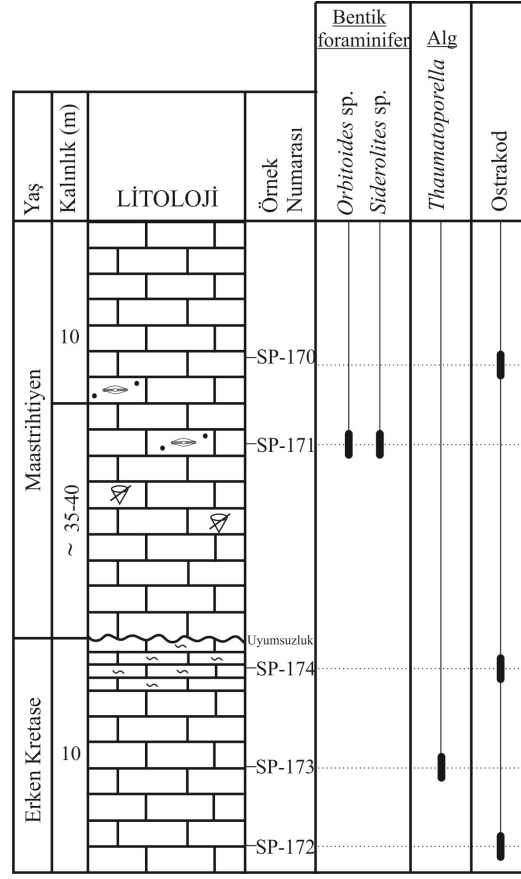 Bentik
foraminifer
Alg
Yaş
Kalınlık (m)
LİTOLOJİ
Örnek
Numarası
Orbitoides sp.
Siderolites sp.
Thaumatoporella
Ostrakod
Maastrihtiyen
10
SP-170
SP-171
~ 35-40
Uyumsuzluk
SP-174
Erken Kretase
10
SP-173
SP-172